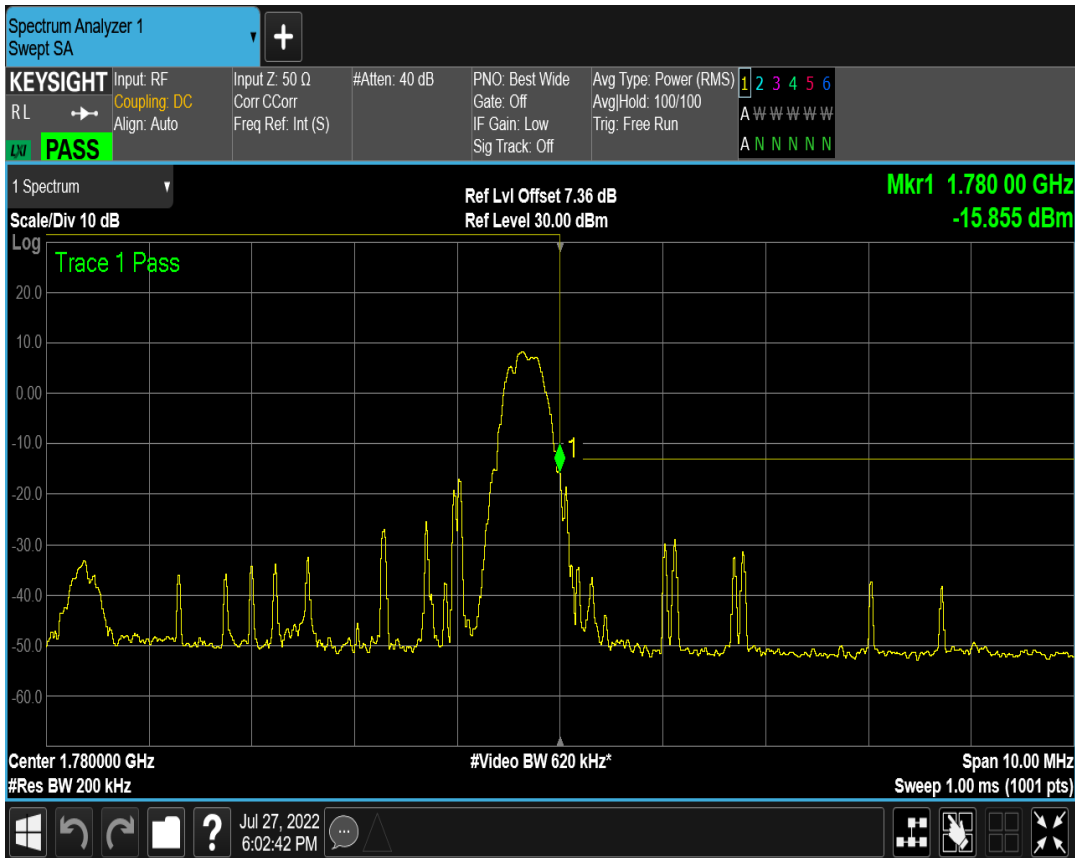 Spectrum Analyzer 1
Swept SA
KEYSIGHT
RL
LXI PASS
Input: RF
Coupling: DC
Align: Auto
Input Z: 50 Ω
Corr CCorr
Freq Ref: Int (S)
#Atten: 40 dB
PNO: Best Wide
Gate: Off
IF Gain: Low
Sig Track: Off
Avg Type: Power (RMS)
Avg|Hold: 100/100
Trig: Free Run
1 2 3 4 5 6
A W W W W W
A N N N N N
1 Spectrum
Scale/Div 10 dB
Ref Lvl Offset 7.36 dB
Ref Level 30.00 dBm
Mkr1 1.780 00 GHz
-15.855 dBm
Log
Trace 1 Pass
20.0
10.0
0.00
-10.0
1
-20.0
-30.0
-40.0
-50.0
-60.0
Center 1.780000 GHz
#Res BW 200 kHz
#Video BW 620 kHz*
Span 10.00 MHz
Sweep 1.00 ms (1001 pts)
?
Jul 27, 2022
6:02:42 PM